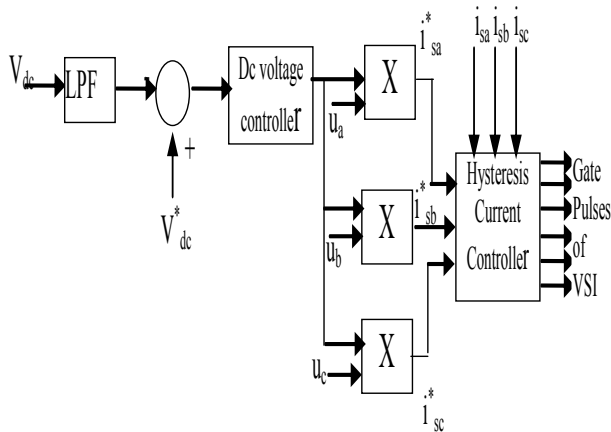 V_dc
LPF
-
+
V*_dc
Dc voltage
controller
u_a
X
i*_sa
u_b
X
i*_sb
u_c
X
i*_sc
i_sa i_sb i_sc
Hysteresis
Current
Controller
Gate
Pulses
of
VSI